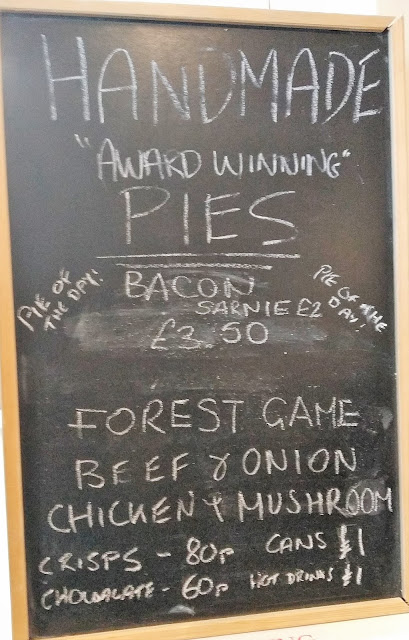 HANDMADE
"AWARD WINNING"
PIES
PIE OF
THE DAY!
BACON
SARNIE £2
£3.50
PIE OF THE
DAY!
FOREST GAME
BEEF & ONION
CHICKEN & MUSHROOM
CRISPS - 80p
CANS £1
CHOCOLATE - 60p
HOT DRINKS £1